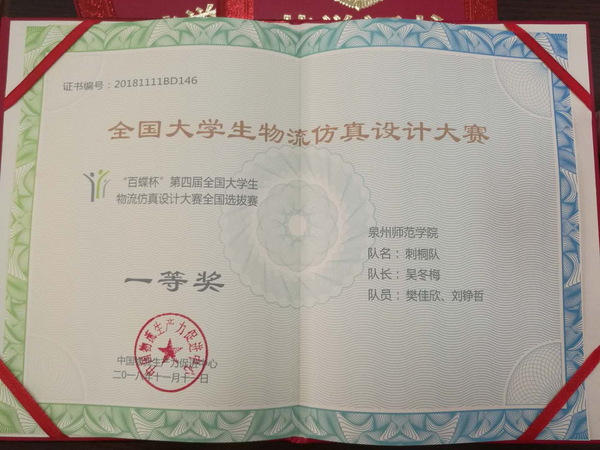 证书编号：20181111BD146
全国大学生物流仿真设计大赛
“百蝶杯”第四届全国大学生
物流仿真设计大赛全国选拔赛
一等奖
泉州师范学院
队名：刺桐队
队长：吴冬梅
队员：樊佳欣、刘铮哲
中国物流生产力促进中心
二〇一八年十一月十一日